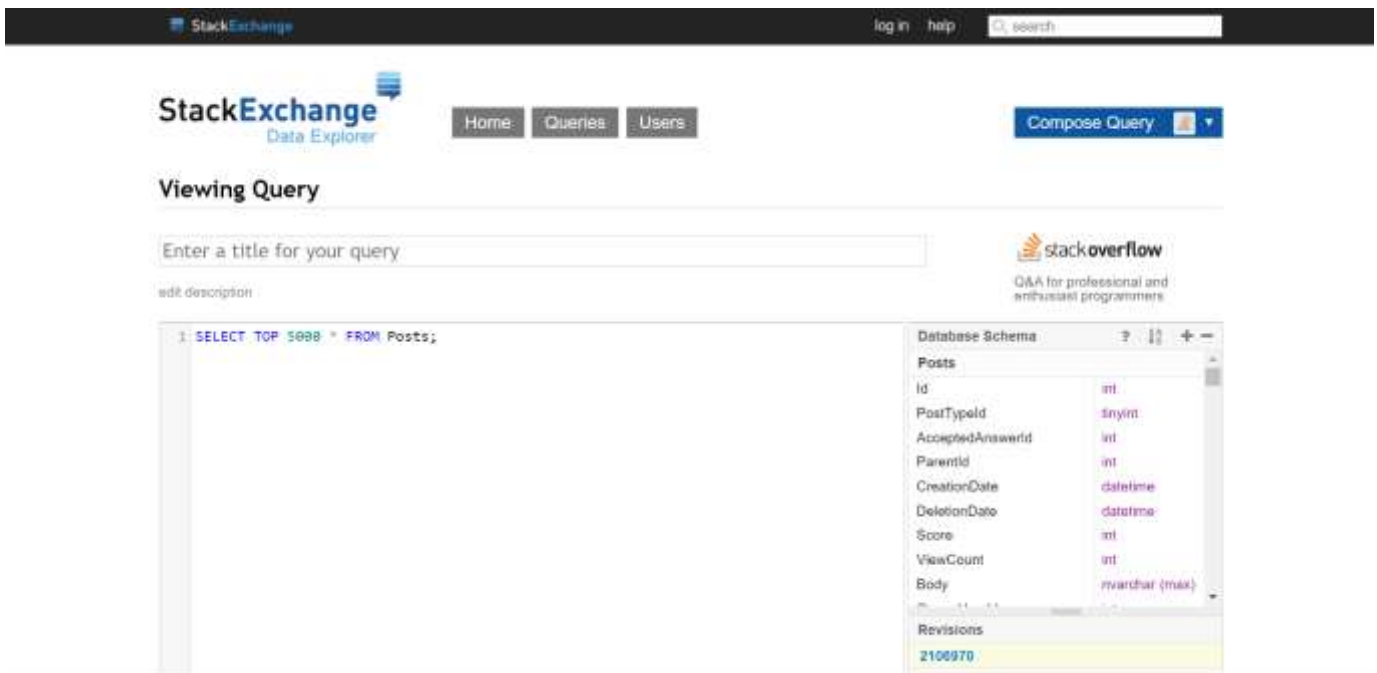 StackExchange log in help search
StackExchange
Data Explorer
Home Queries Users
Compose Query
Viewing Query
Enter a title for your query
stackoverflow
Q&A for professional and
enthusiast programmers
edit description
1 SELECT TOP 5000 * FROM Posts;
Database Schema ? + −
Posts
Id int
PostTypeId tinyint
AcceptedAnswerId int
ParentId int
CreationDate datetime
DeletionDate datetime
Score int
ViewCount int
Body nvarchar (max)
Revisions
2106970